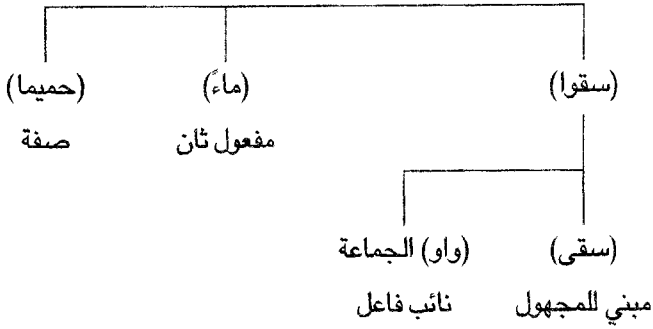 (سقوا) (ماءً) (حميما)
مفعول ثان صفة
(سقى) (واو) الجماعة
مبني للمجهول نائب فاعل